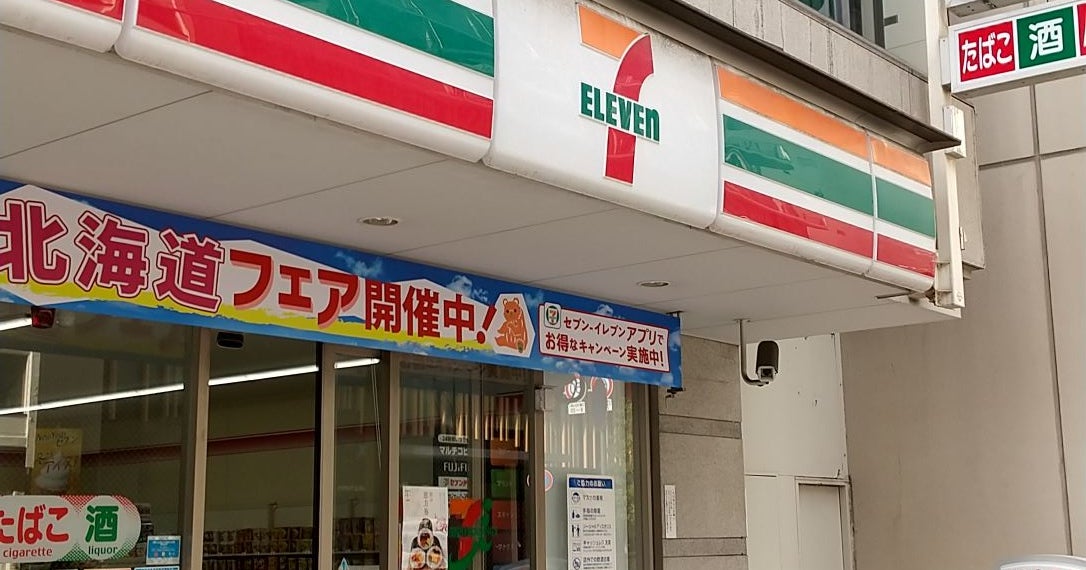 たばこ 酒
ELEVEn
北海道フェア開催中!
セブン-イレブンアプリで
お得なキャンペーン実施中!
マルチコピ
FUJIFI
たばこ 酒
cigarette liquor